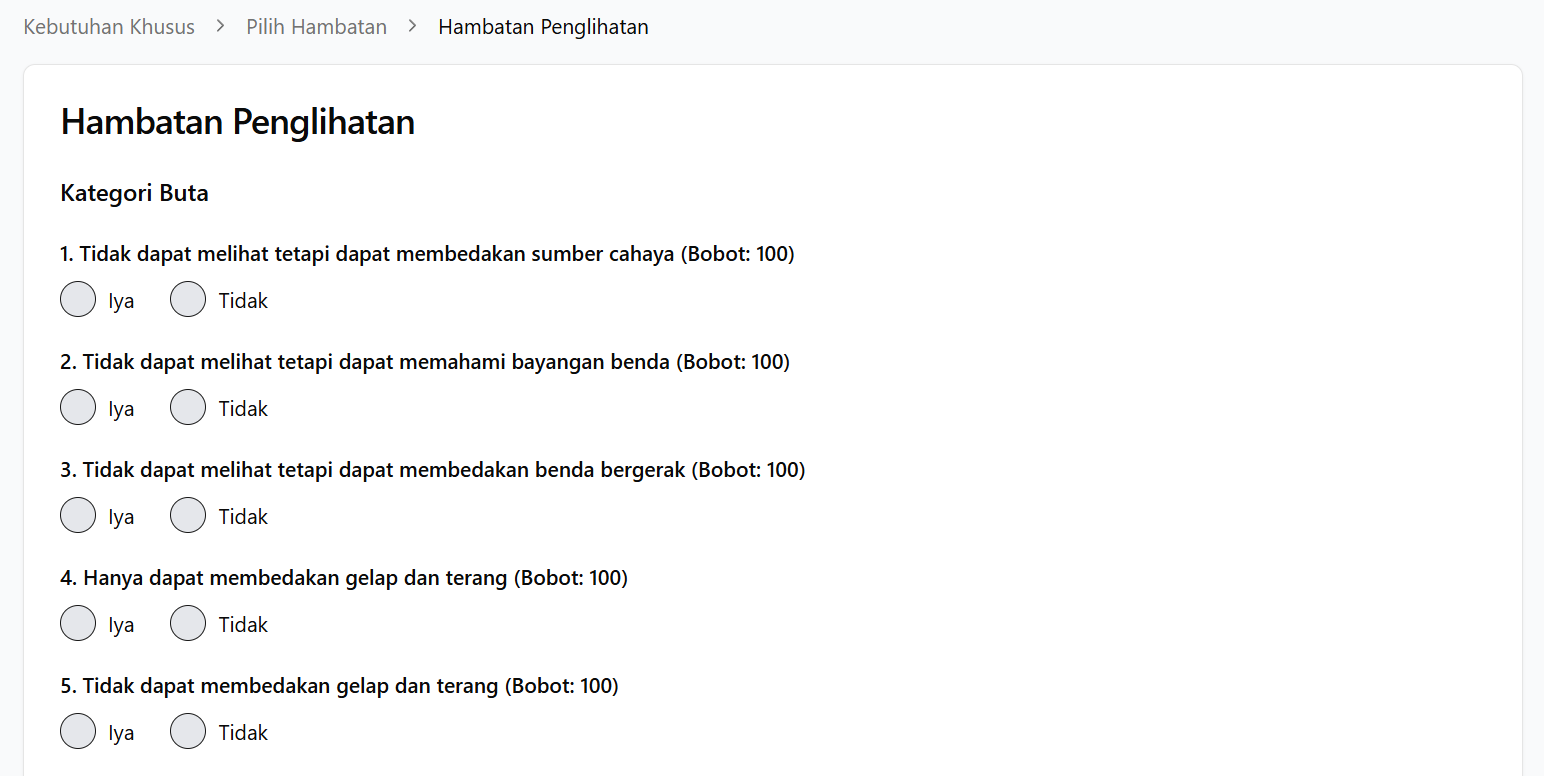 Kebutuhan Khusus > Pilih Hambatan > Hambatan Penglihatan
Hambatan Penglihatan
Kategori Buta
1. Tidak dapat melihat tetapi dapat membedakan sumber cahaya (Bobot: 100)
Iya Tidak
2. Tidak dapat melihat tetapi dapat memahami bayangan benda (Bobot: 100)
Iya Tidak
3. Tidak dapat melihat tetapi dapat membedakan benda bergerak (Bobot: 100)
Iya Tidak
4. Hanya dapat membedakan gelap dan terang (Bobot: 100)
Iya Tidak
5. Tidak dapat membedakan gelap dan terang (Bobot: 100)
Iya Tidak